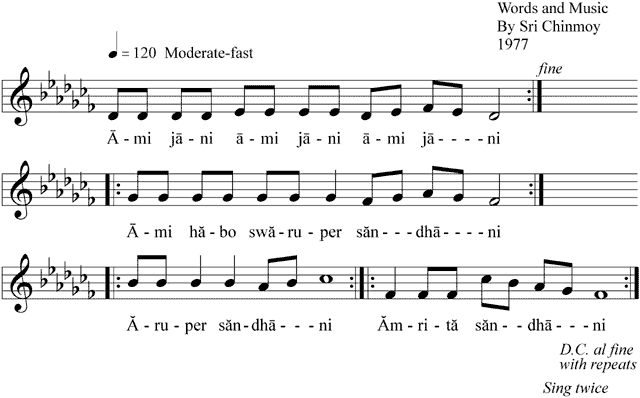 Words and Music
By Sri Chinmoy
1977
= 120 Moderate-fast
fine
Ā - mi jā - ni ā - mi jā - ni ā - mi jā - - - - ni
Ā - mi hă - bo swă - ru - per săn - - - dhā - - - - ni
Ă - ru - per săn - dhā - - - - ni Ăm - ri - tă săn - - - dhā - - - - ni
D.C. al fine
with repeats
Sing twice